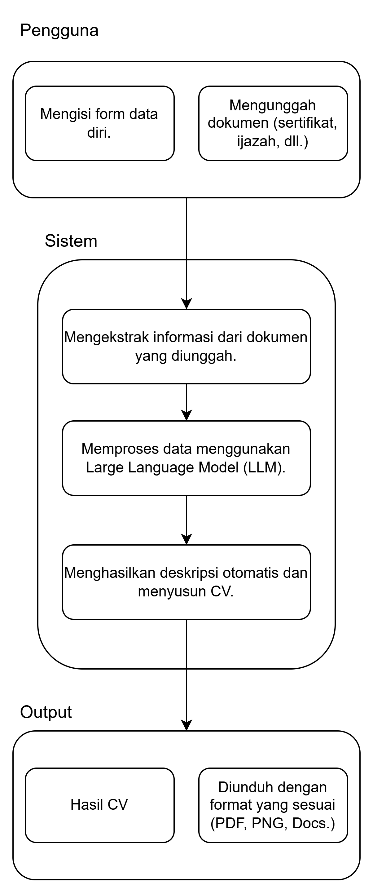 Pengguna
Mengisi form data
diri.
Mengunggah
dokumen (sertifikat,
ijazah, dll.)
Sistem
Mengekstrak informasi dari dokumen
yang diunggah.
Memproses data menggunakan
Large Language Model (LLM).
Menghasilkan deskripsi otomatis dan
menyusun CV.
Output
Hasil CV
Diunduh dengan
format yang sesuai
(PDF, PNG, Docs.)